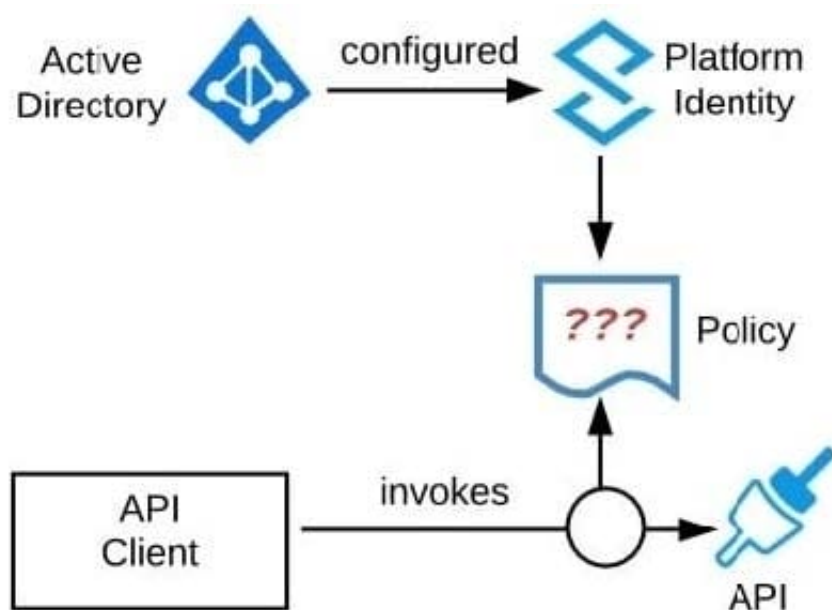 Active
Directory
configured
Platform
Identity
???
Policy
API
Client
invokes
API